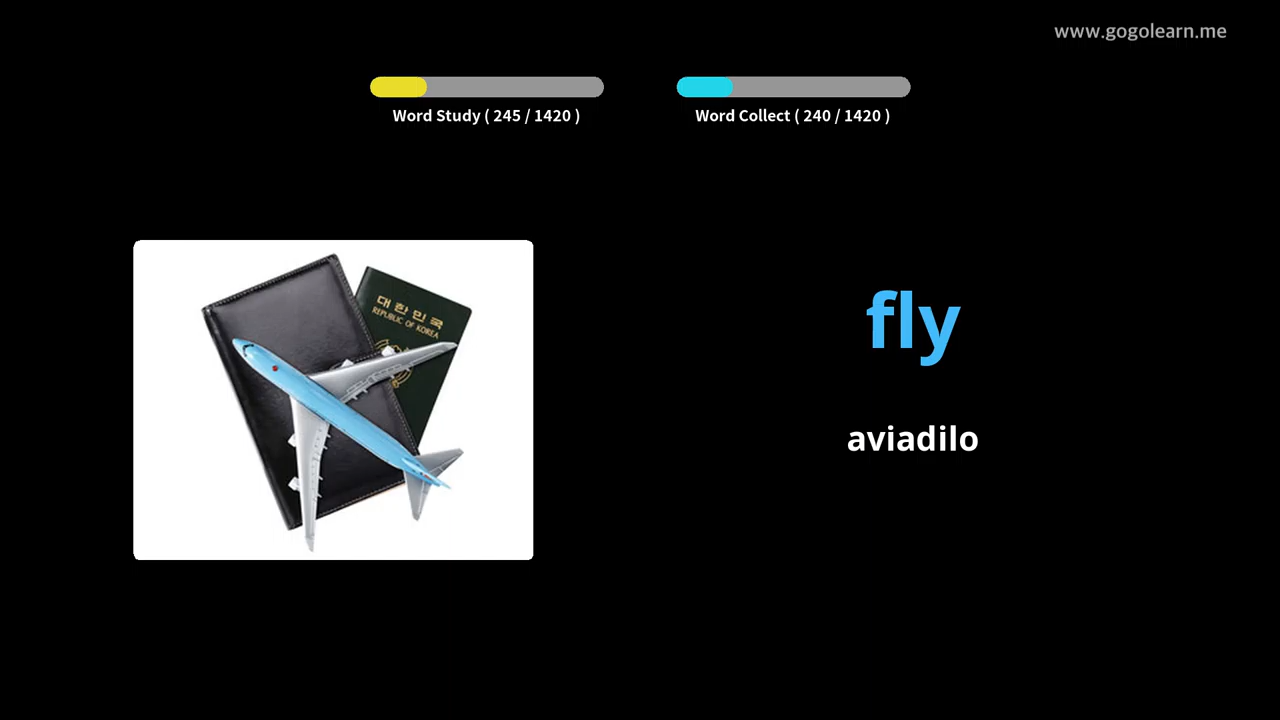 www.gogolearn.me
Word Study ( 245 / 1420 )
Word Collect ( 240 / 1420 )
대한민국
REPUBLIC OF KOREA
fly
aviadilo